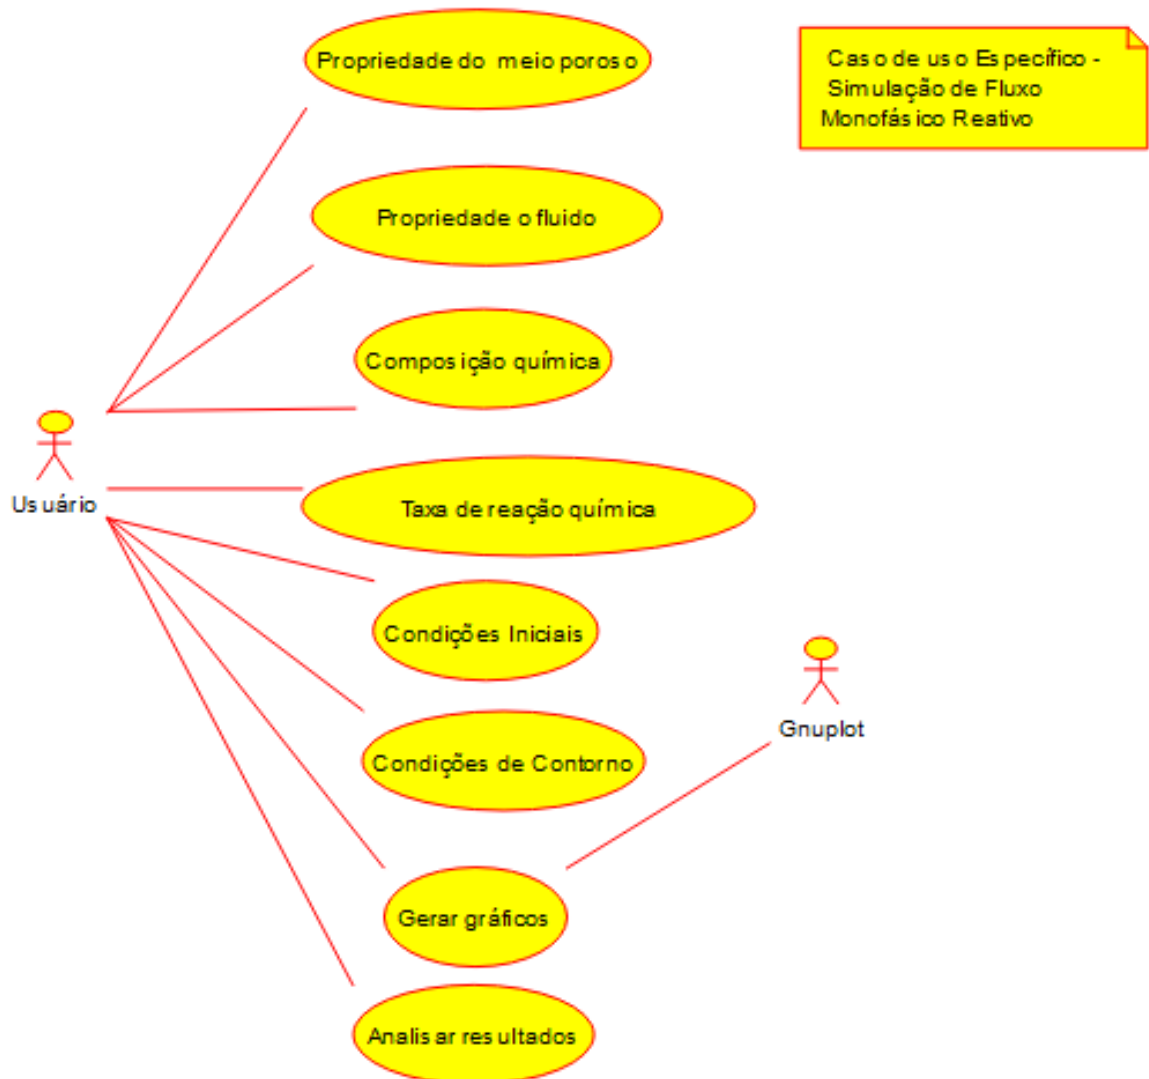 Propriedade do meio poroso
Caso de uso Específico -
Simulação de Fluxo
Monofásico Reativo
Propriedade o fluido
Composição química
Usuário
Taxa de reação química
Condições Iniciais
Gnuplot
Condições de Contorno
Gerar gráficos
Analisar resultados